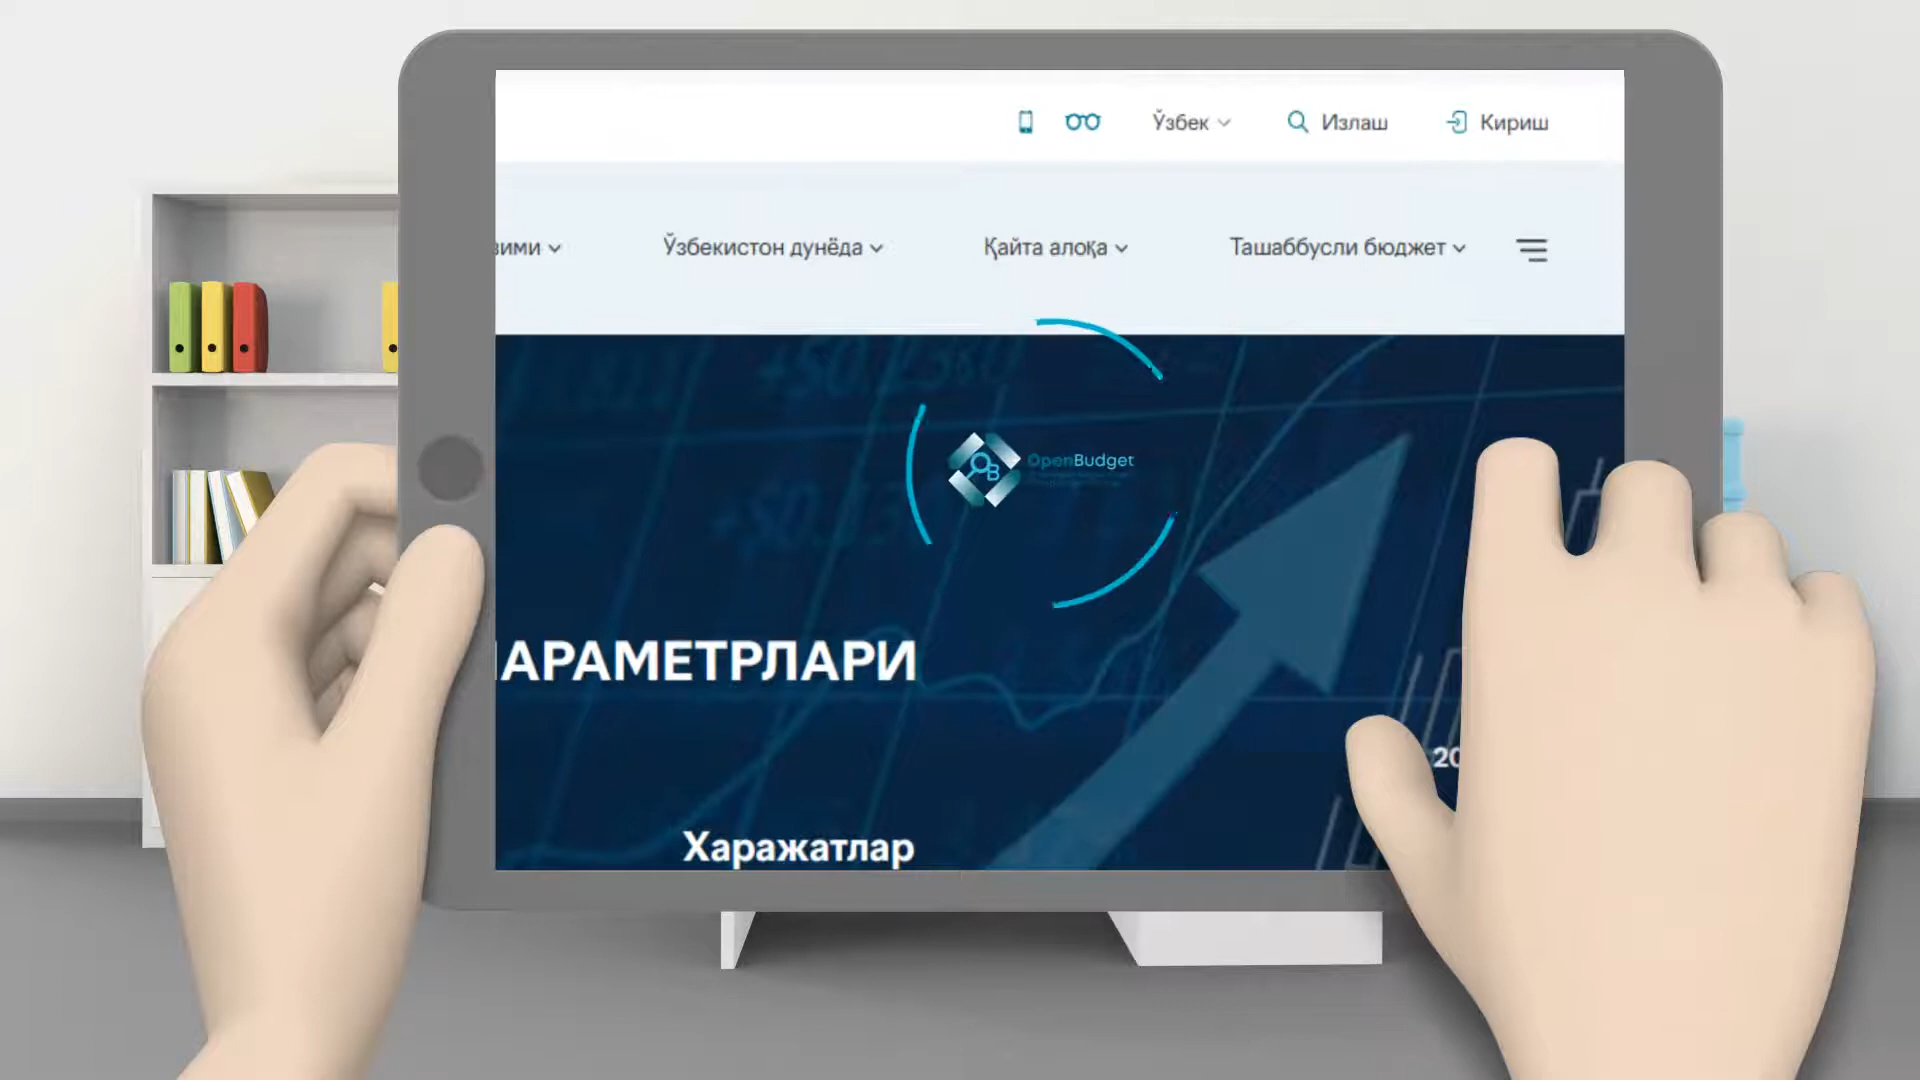 Ўзбек Излаш Кириш
Ўзбекистон дунёда Қайта алоқа Ташаббусли бюджет
OpenBudget
АРАМЕТРЛАРИ
Харажатлар